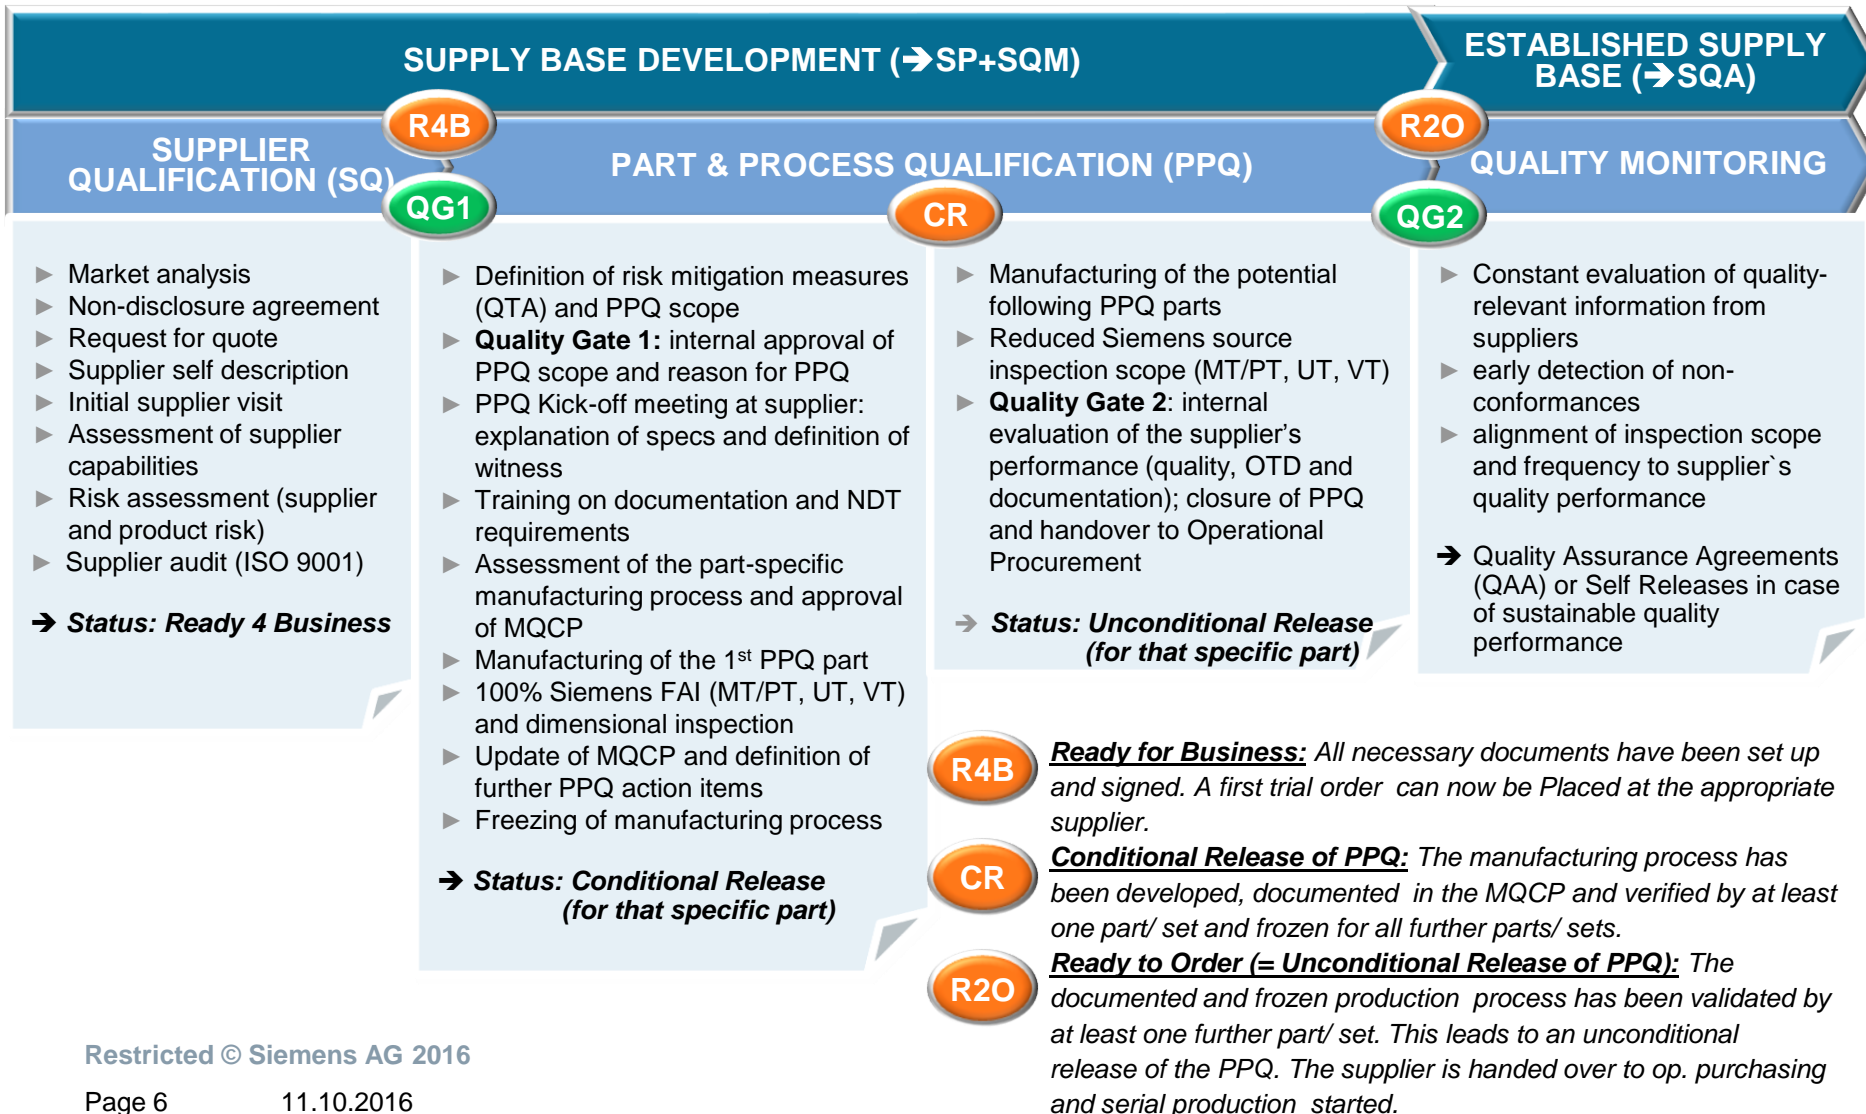 SUPPLY BASE DEVELOPMENT (➔SP+SQM)
ESTABLISHED SUPPLY
BASE (➔SQA)
R4B
R2O
SUPPLIER
QUALIFICATION (SQ)
PART & PROCESS QUALIFICATION (PPQ)
QUALITY MONITORING
QG1
CR
QG2
► Market analysis
► Non-disclosure agreement
► Request for quote
► Supplier self description
► Initial supplier visit
► Assessment of supplier
capabilities
► Risk assessment (supplier
and product risk)
► Supplier audit (ISO 9001)
➔ Status: Ready 4 Business
► Definition of risk mitigation measures
(QTA) and PPQ scope
► Quality Gate 1: internal approval of
PPQ scope and reason for PPQ
► PPQ Kick-off meeting at supplier:
explanation of specs and definition of
witness
► Training on documentation and NDT
requirements
► Assessment of the part-specific
manufacturing process and approval
of MQCP
► Manufacturing of the 1st PPQ part
► 100% Siemens FAI (MT/PT, UT, VT)
and dimensional inspection
► Update of MQCP and definition of
further PPQ action items
► Freezing of manufacturing process
➔ Status: Conditional Release
(for that specific part)
► Manufacturing of the potential
following PPQ parts
► Reduced Siemens source
inspection scope (MT/PT, UT, VT)
► Quality Gate 2: internal
evaluation of the supplier’s
performance (quality, OTD and
documentation); closure of PPQ
and handover to Operational
Procurement
➔ Status: Unconditional Release
(for that specific part)
► Constant evaluation of quality-
relevant information from
suppliers
► early detection of non-
conformances
► alignment of inspection scope
and frequency to supplier`s
quality performance
➔ Quality Assurance Agreements
(QAA) or Self Releases in case
of sustainable quality
performance
R4B
Ready for Business: All necessary documents have been set up
and signed. A first trial order can now be Placed at the appropriate
supplier.
CR
Conditional Release of PPQ: The manufacturing process has
been developed, documented in the MQCP and verified by at least
one part/ set and frozen for all further parts/ sets.
R2O
Ready to Order (= Unconditional Release of PPQ): The
documented and frozen production process has been validated by
at least one further part/ set. This leads to an unconditional
release of the PPQ. The supplier is handed over to op. purchasing
and serial production started.
Restricted © Siemens AG 2016
Page 6 11.10.2016